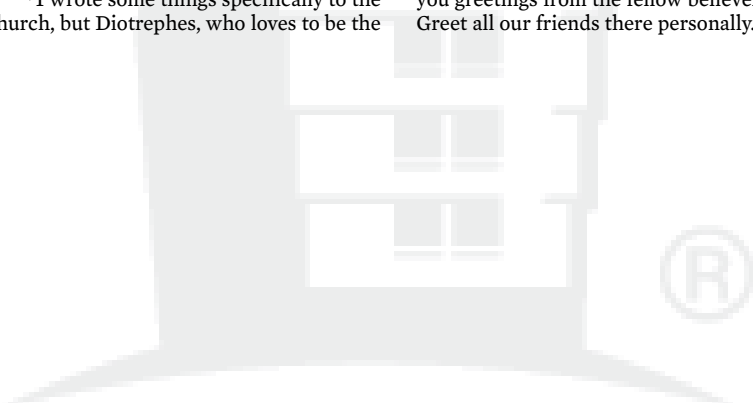 I wrote some things specifically to the
hurch, but Diotrephes, who loves to be the
you greetings from the fellow believer
Greet all our friends there personally.
®